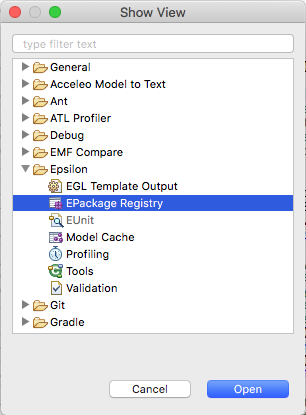 Show View
type filter text
General
Acceleo Model to Text
Ant
ATL Profiler
Debug
EMF Compare
Epsilon
EGL Template Output
EPackage Registry
EUnit
Model Cache
Profiling
Tools
Validation
Git
Gradle
Cancel
Open